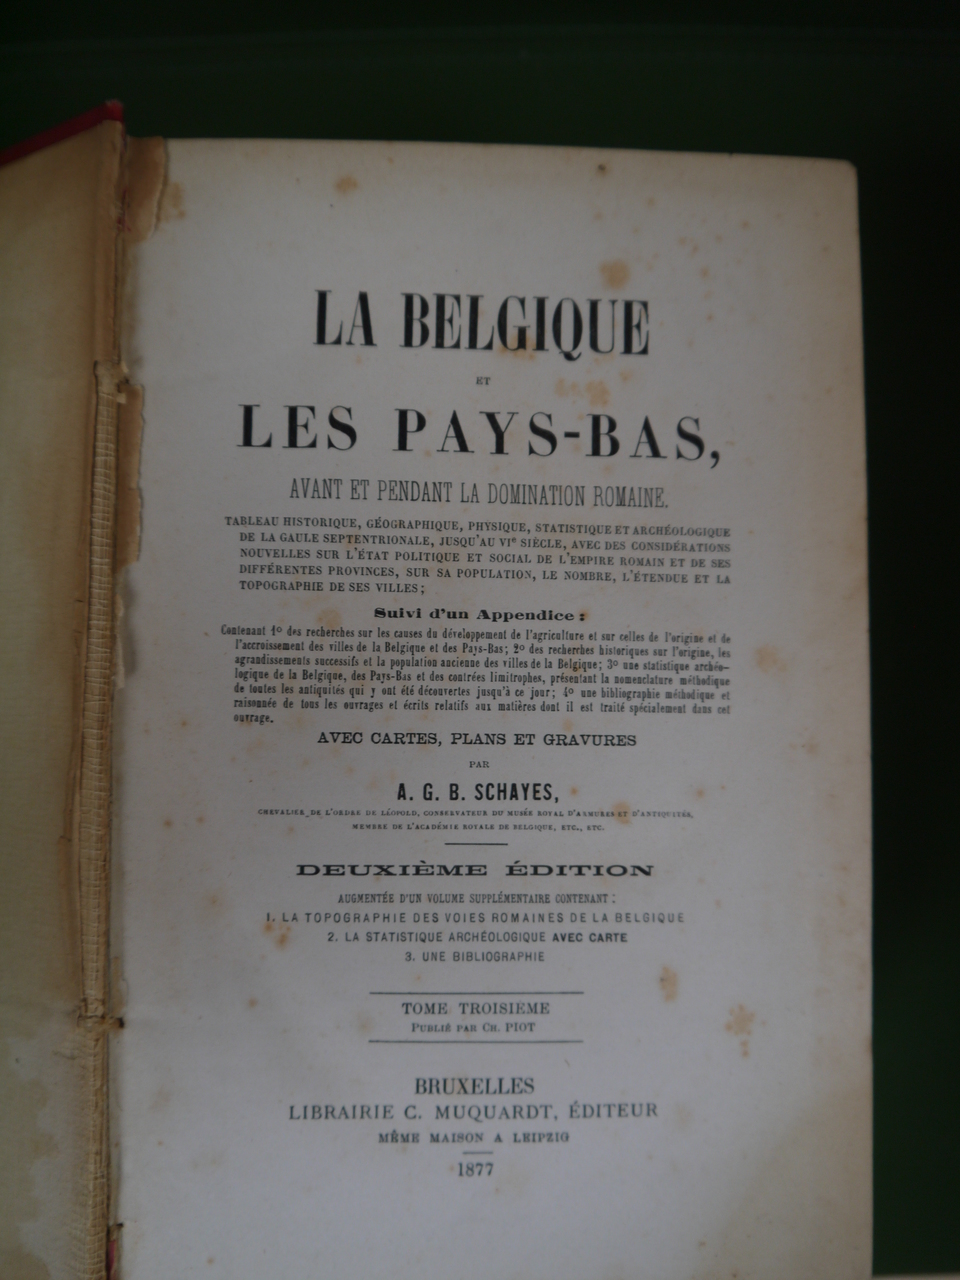 LA BELGIQUE
ET
LES PAYS-BAS,
AVANT ET PENDANT LA DOMINATION ROMAINE.
TABLEAU HISTORIQUE, GÉOGRAPHIQUE, PHYSIQUE, STATISTIQUE ET ARCHÉOLOGIQUE
DE LA GAULE SEPTENTRIONALE, JUSQU'AU VIe SIÈCLE, AVEC DES CONSIDÉRATIONS
NOUVELLES SUR L'ÉTAT POLITIQUE ET SOCIAL DE L'EMPIRE ROMAIN ET DE SES
DIFFÉRENTES PROVINCES, SUR SA POPULATION, LE NOMBRE, L'ÉTENDUE ET LA
TOPOGRAPHIE DE SES VILLES;
Suivi d'un Appendice:
Contenant 1o des recherches sur les causes du développement de l'agriculture et sur celles de l'origine et de
l'accroissement des villes de la Belgique et des Pays-Bas; 2o des recherches historiques sur l'origine, les
agrandissements successifs et la population ancienne des villes de la Belgique; 3o une statistique archéo-
logique de la Belgique, des Pays-Bas et des contrées limitrophes, présentant la nomenclature méthodique
de toutes les antiquités qui y ont été découvertes jusqu'à ce jour; 4o une bibliographie méthodique et
raisonnée de tous les ouvrages et écrits relatifs aux matières dont il est traité spécialement dans cet
ouvrage.
AVEC CARTES, PLANS ET GRAVURES
PAR
A. G. B. SCHAYES,
CHEVALIER DE L'ORDRE DE LÉOPOLD, CONSERVATEUR DU MUSÉE ROYAL D'ARMURES ET D'ANTIQUITÉS,
MEMBRE DE L'ACADÉMIE ROYALE DE BELGIQUE, ETC., ETC.
DEUXIÈME ÉDITION
AUGMENTÉE D'UN VOLUME SUPPLÉMENTAIRE CONTENANT:
1. LA TOPOGRAPHIE DES VOIES ROMAINES DE LA BELGIQUE
2. LA STATISTIQUE ARCHÉOLOGIQUE AVEC CARTE
3. UNE BIBLIOGRAPHIE
TOME TROISIÈME
PUBLIÉ PAR CH. PIOT
BRUXELLES
LIBRAIRIE C. MUQUARDT, ÉDITEUR
MÊME MAISON A LEIPZIG
1877